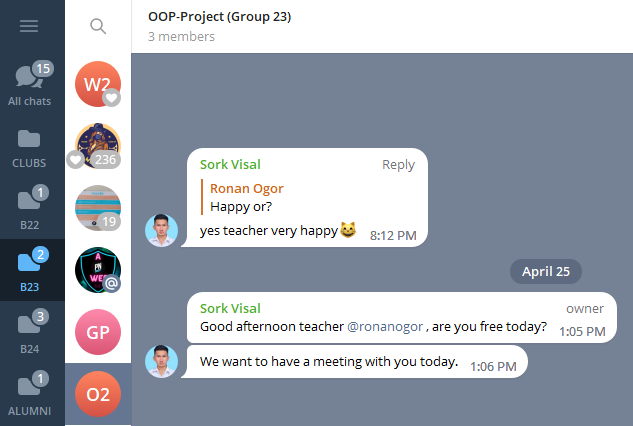 OOP-Project (Group 23)
3 members
15
All chats
CLUBS
1
B22
2
B23
3
B24
1
ALUMNI
W2
236
19
A
WE
@
GP
O2
Sork Visal Reply
Ronan Ogor
Happy or?
yes teacher very happy😺 8:12 PM
April 25
Sork Visal owner
Good afternoon teacher @ronanogor , are you free today? 1:05 PM
We want to have a meeting with you today. 1:06 PM